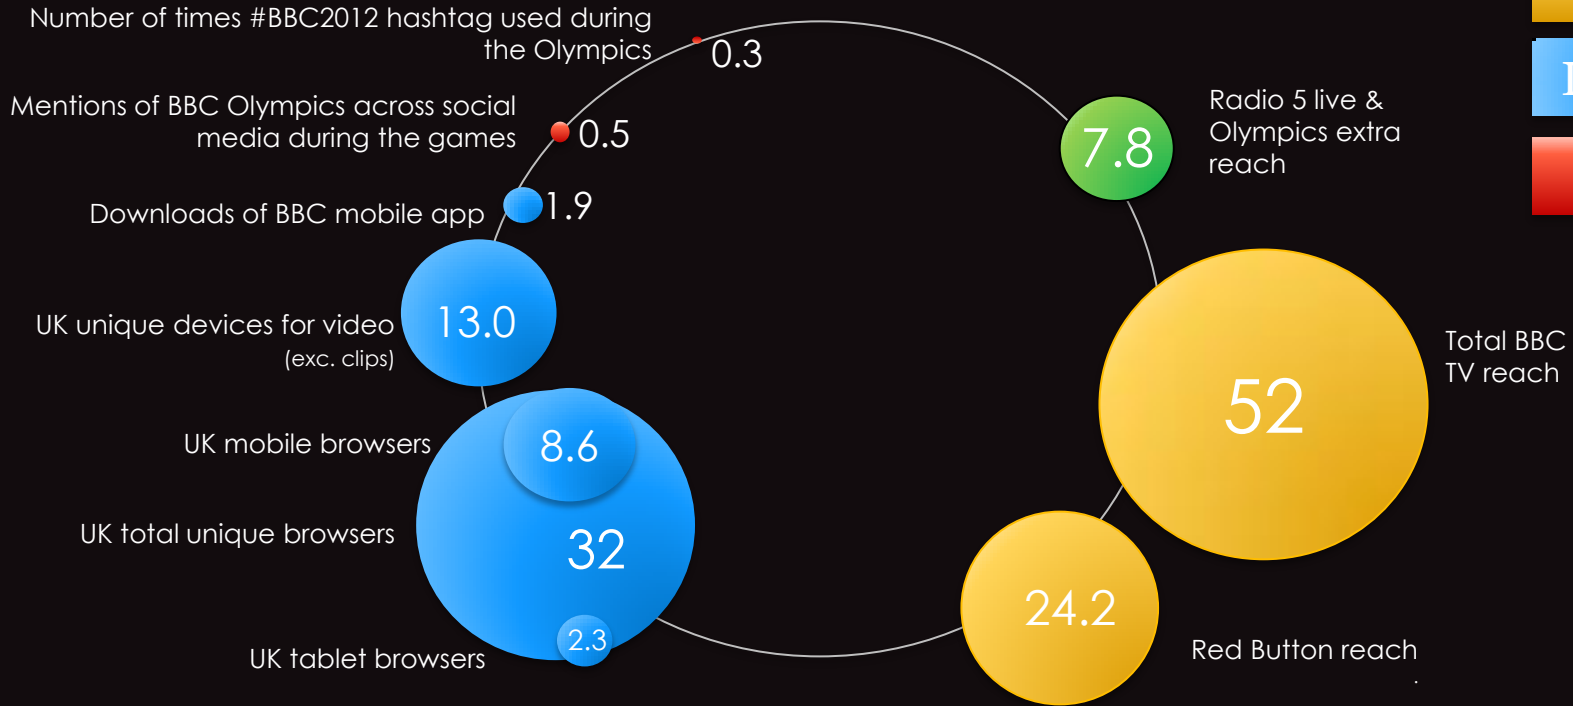 Number of times #BBC2012 hashtag used during
the Olympics
0.3
Mentions of BBC Olympics across social
media during the games
0.5
Downloads of BBC mobile app
1.9
UK unique devices for video
(exc. clips)
13.0
UK mobile browsers
8.6
UK total unique browsers
32
UK tablet browsers
2.3
7.8
Radio 5 live &
Olympics extra
reach
52
Total BBC
TV reach
24.2
Red Button reach
.